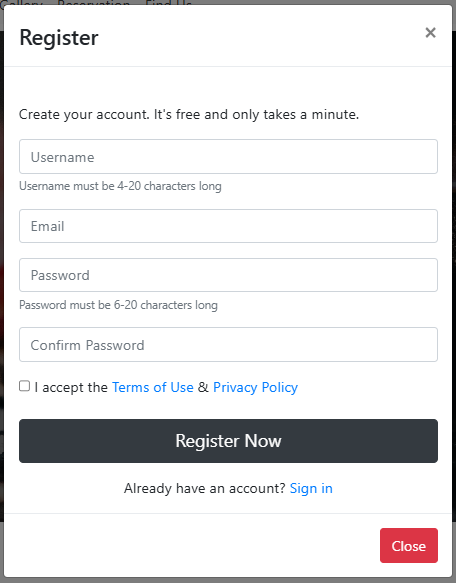 Gallery Reservation Find Us
Register
×
Create your account. It's free and only takes a minute.
Username
Username must be 4-20 characters long
Email
Password
Password must be 6-20 characters long
Confirm Password
I accept the Terms of Use & Privacy Policy
Register Now
Already have an account? Sign in
Close